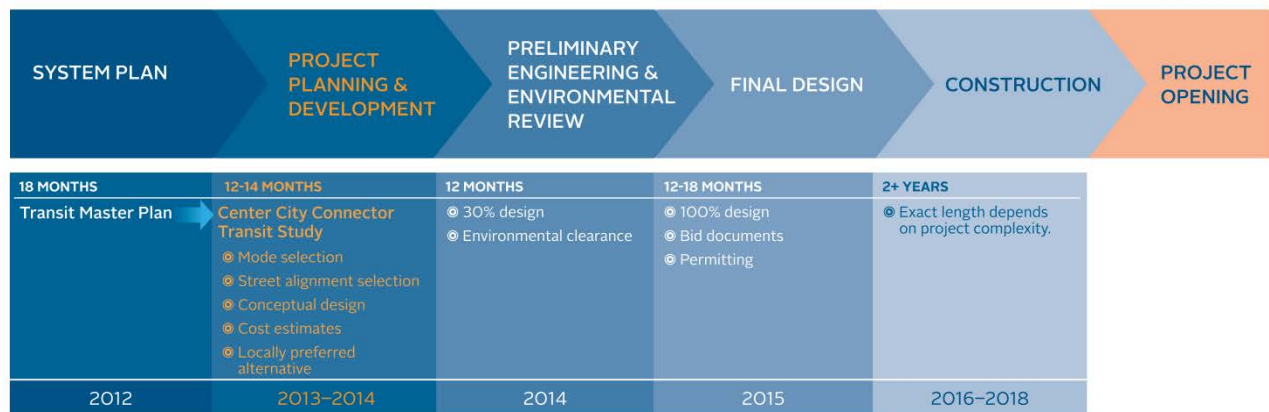 SYSTEM PLAN
PROJECT
PLANNING &
DEVELOPMENT
PRELIMINARY
ENGINEERING &
ENVIRONMENTAL
REVIEW
FINAL DESIGN
CONSTRUCTION
PROJECT
OPENING
18 MONTHS
Transit Master Plan
2012
12-14 MONTHS
Center City Connector
Transit Study
Mode selection
Street alignment selection
Conceptual design
Cost estimates
Locally preferred
alternative
2013–2014
12 MONTHS
30% design
Environmental clearance
2014
12-18 MONTHS
100% design
Bid documents
Permitting
2015
2+ YEARS
Exact length depends
on project complexity.
2016–2018